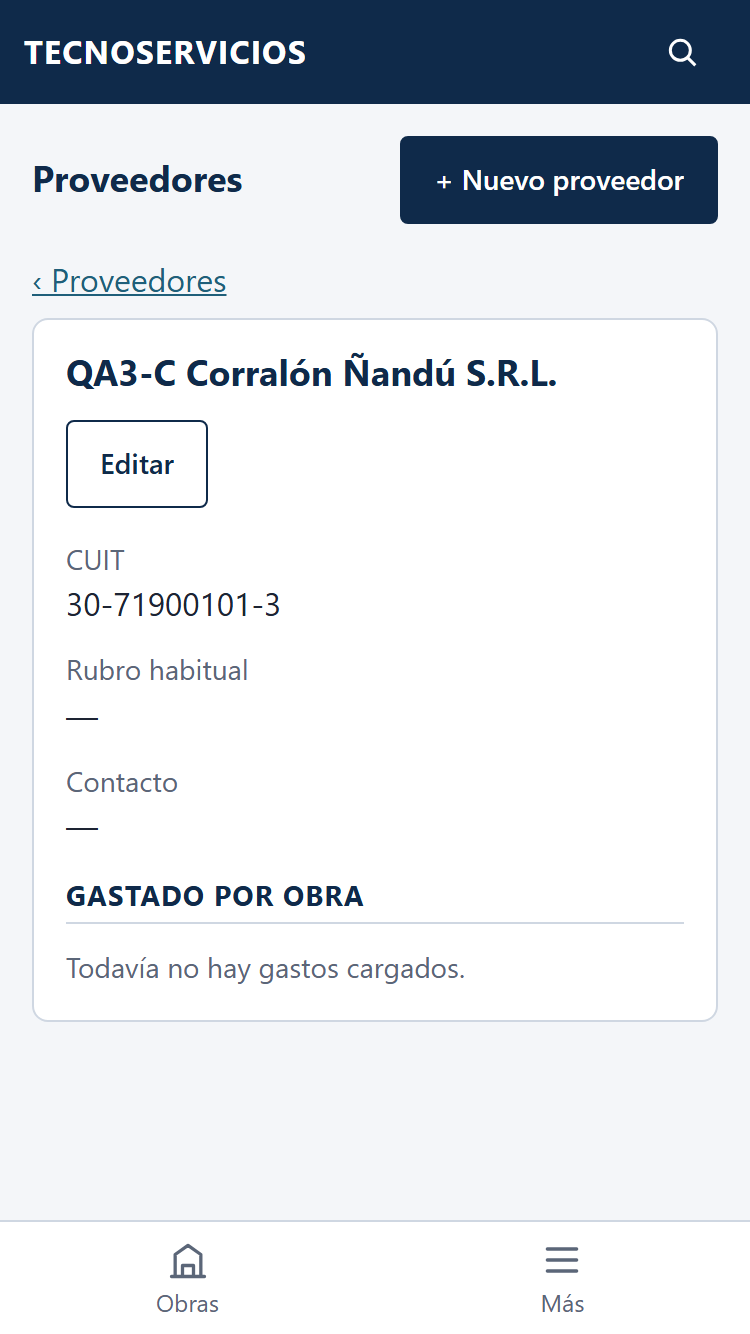 TECNOSERVICIOS
Proveedores
+ Nuevo proveedor
‹ Proveedores
QA3-C Corralón Ñandú S.R.L.
Editar
CUIT
30-71900101-3
Rubro habitual
—
Contacto
—
GASTADO POR OBRA
Todavía no hay gastos cargados.
Obras
Más